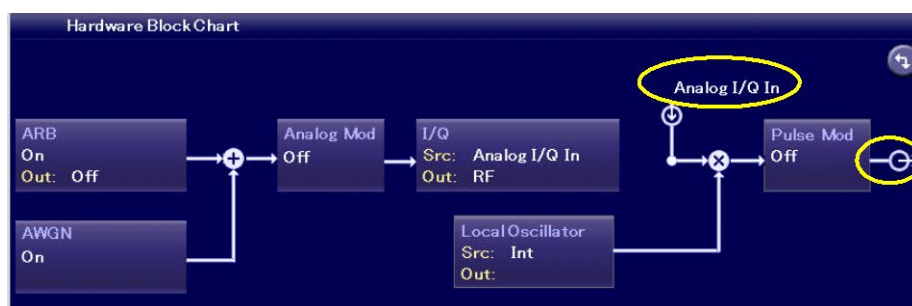 Hardware Block Chart
Analog I/Q In
ARB
On
Out: Off
Analog Mod
Off
I/Q
Src: Analog I/Q In
Out: RF
Pulse Mod
Off
AWGN
On
Local Oscillator
Src: Int
Out: